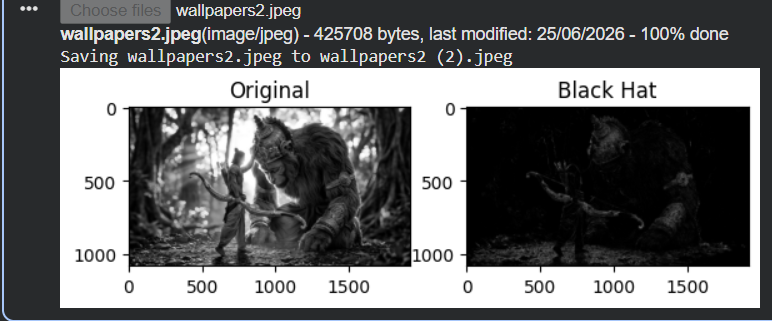 Choose files wallpapers2.jpeg
wallpapers2.jpeg(image/jpeg) - 425708 bytes, last modified: 25/06/2026 - 100% done
Saving wallpapers2.jpeg to wallpapers2 (2).jpeg
Original Black Hat
0 0
500 500
1000 1000
0 500 1000 1500 0 500 1000 1500